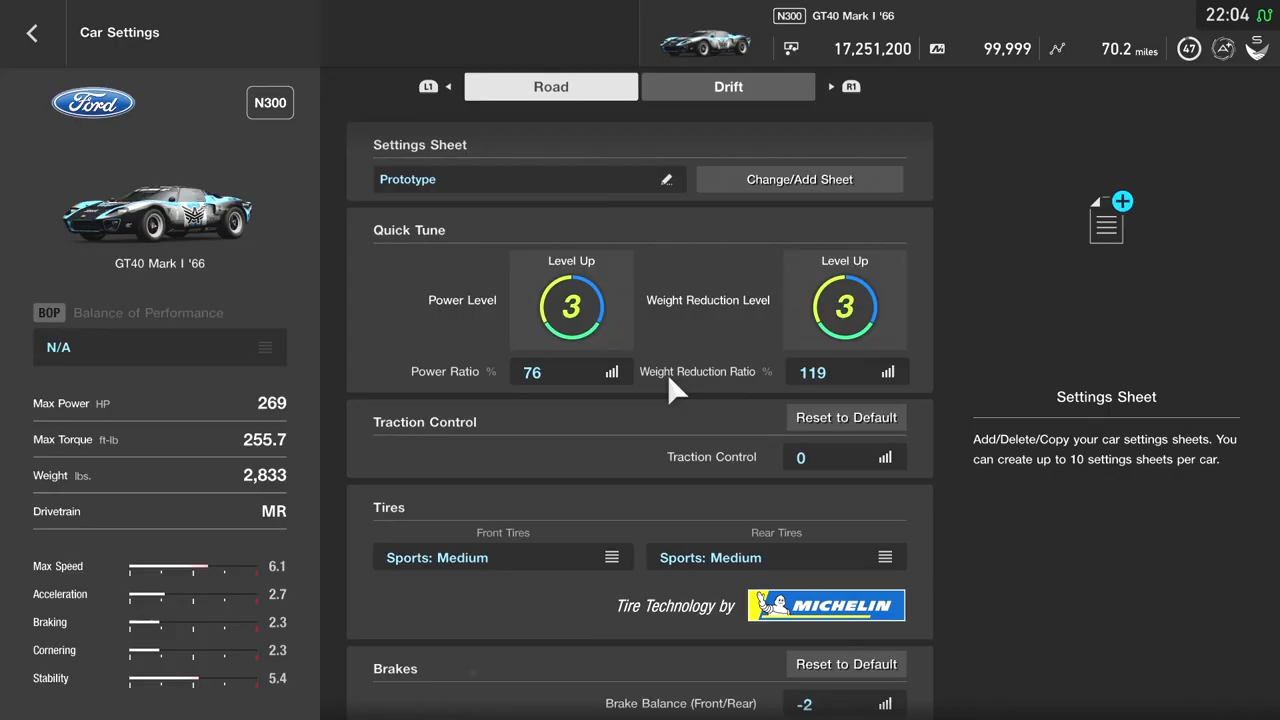 Car Settings
N300 GT40 Mark I '66
17,251,200 99,999 70.2 miles 47 S
22:04
Ford
N300
GT40 Mark I '66
BOP Balance of Performance
N/A
Max Power HP 269
Max Torque ft-lb 255.7
Weight lbs. 2,833
Drivetrain MR
Max Speed 6.1
Acceleration 2.7
Braking 2.3
Cornering 2.3
Stability 5.4
L1 Road Drift R1
Settings Sheet
Prototype Change/Add Sheet
Quick Tune
Level Up Level Up
Power Level 3 Weight Reduction Level 3
Power Ratio % 76 Weight Reduction Ratio % 119
Traction Control Reset to Default
Traction Control 0
Tires
Front Tires Rear Tires
Sports: Medium Sports: Medium
Tire Technology by MICHELIN
Brakes Reset to Default
Brake Balance (Front/Rear) -2
Settings Sheet
Add/Delete/Copy your car settings sheets. You
can create up to 10 settings sheets per car.